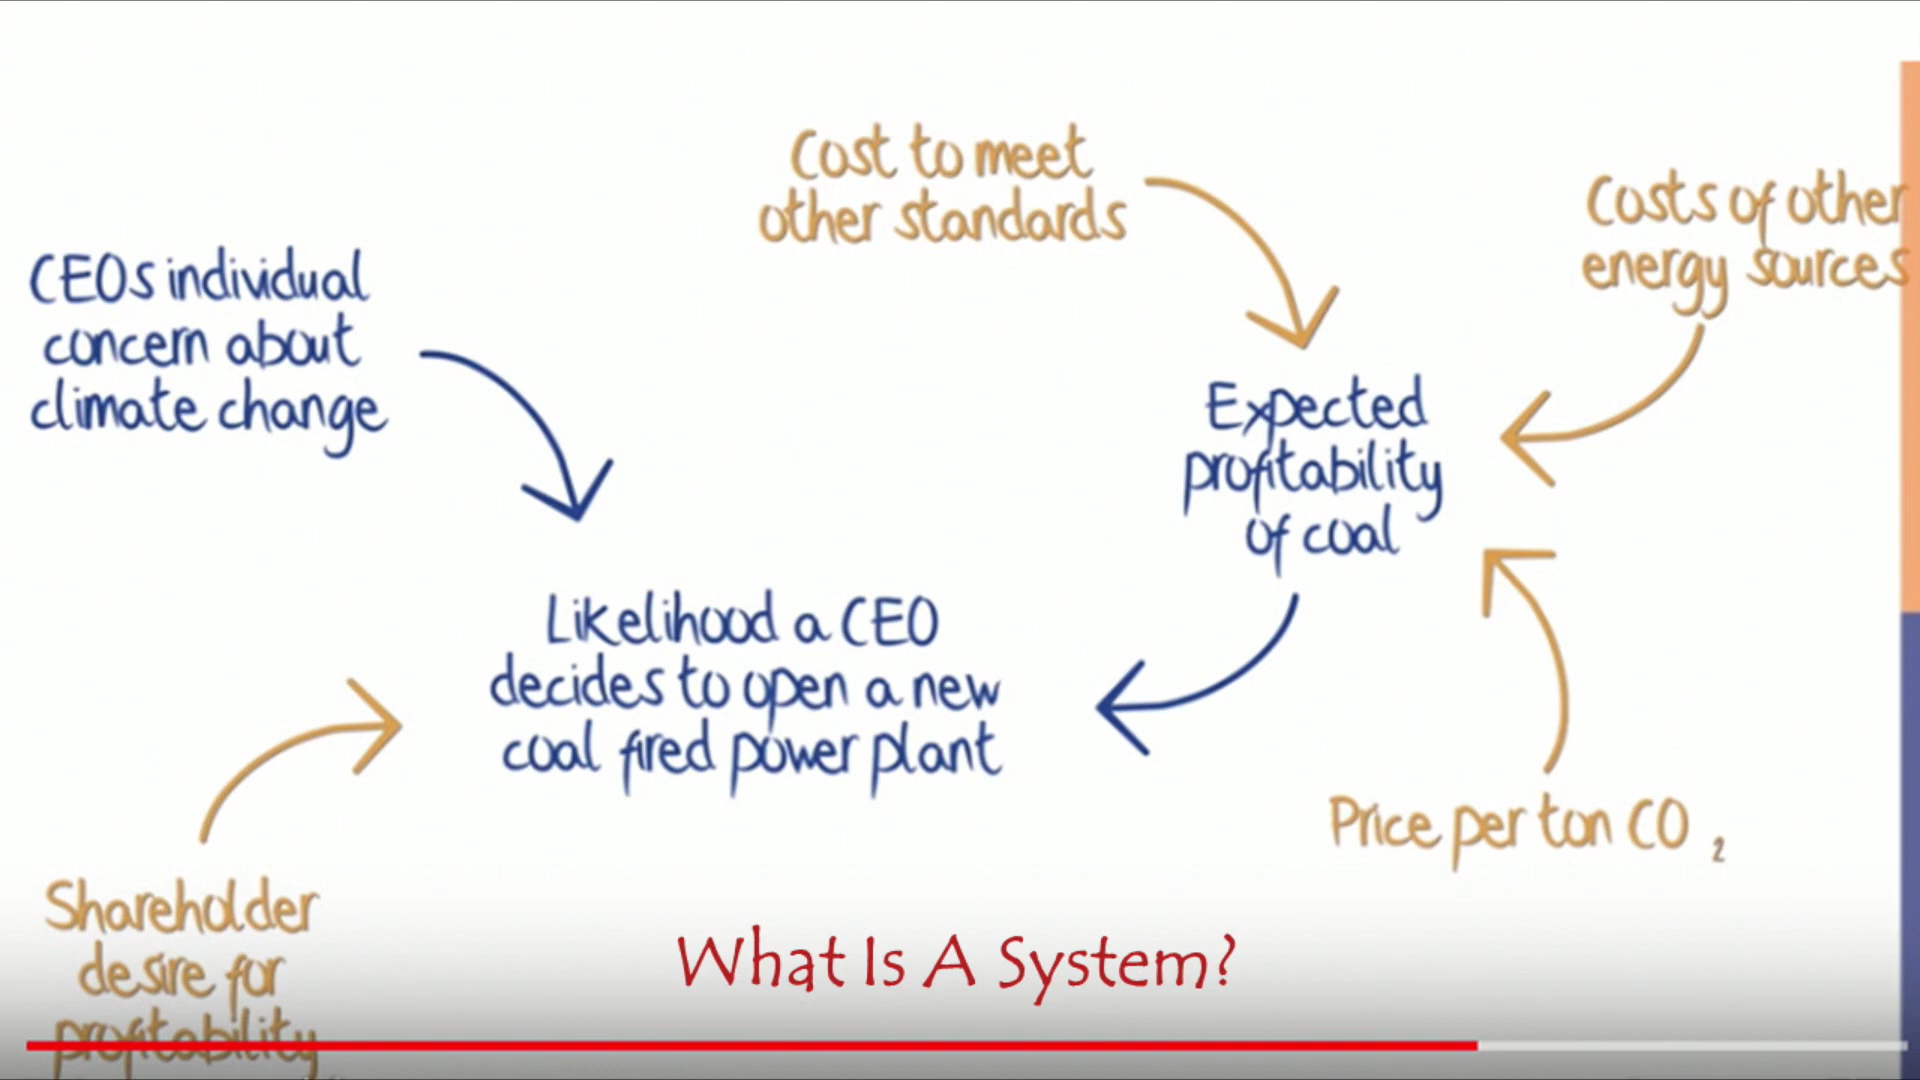 Cost to meet
other standards
Costs of other
energy sources
CEOs individual
concern about
climate change
Expected
profitability
of coal
Likelihood a CEO
decides to open a new
coal fired power plant
Price per ton CO₂
Shareholder
desire for
profitability
What Is A System?